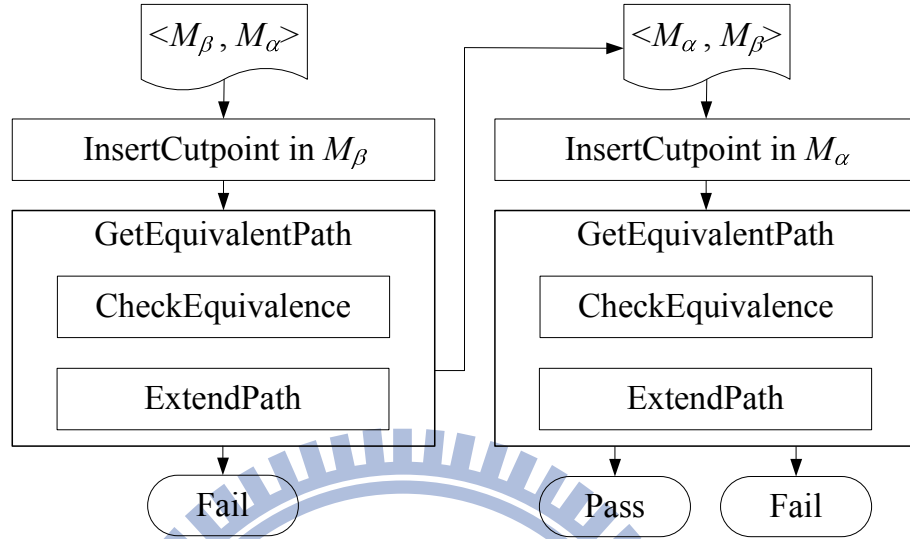 <Mβ , Mα>
InsertCutpoint in Mβ
GetEquivalentPath
CheckEquivalence
ExtendPath
Fail
<Mα , Mβ>
InsertCutpoint in Mα
GetEquivalentPath
CheckEquivalence
ExtendPath
Pass
Fail